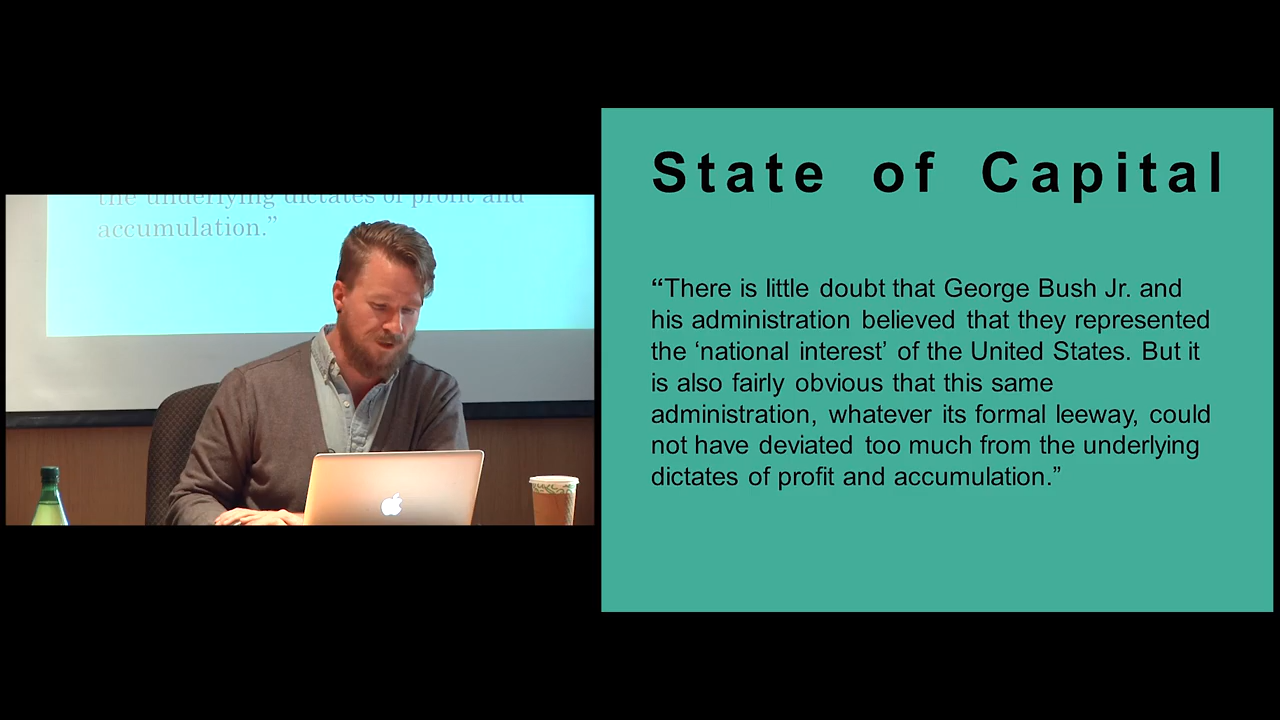 the underlying dictates of profit and
accumulation.”
State of Capital
“There is little doubt that George Bush Jr. and
his administration believed that they represented
the ‘national interest’ of the United States. But it
is also fairly obvious that this same
administration, whatever its formal leeway, could
not have deviated too much from the underlying
dictates of profit and accumulation.”